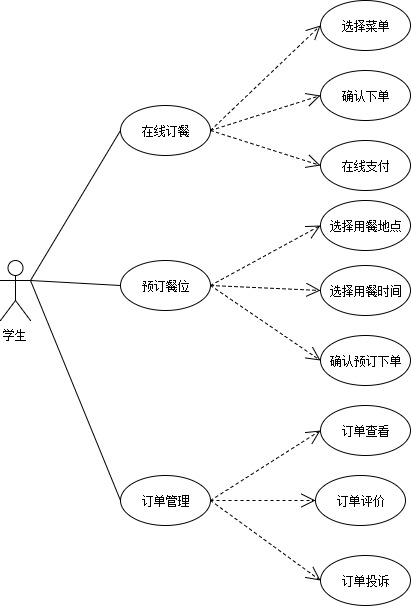 选择菜单
确认下单
在线订餐
在线支付
选择用餐地点
学生
预订餐位
选择用餐时间
确认预订下单
订单查看
订单管理
订单评价
订单投诉